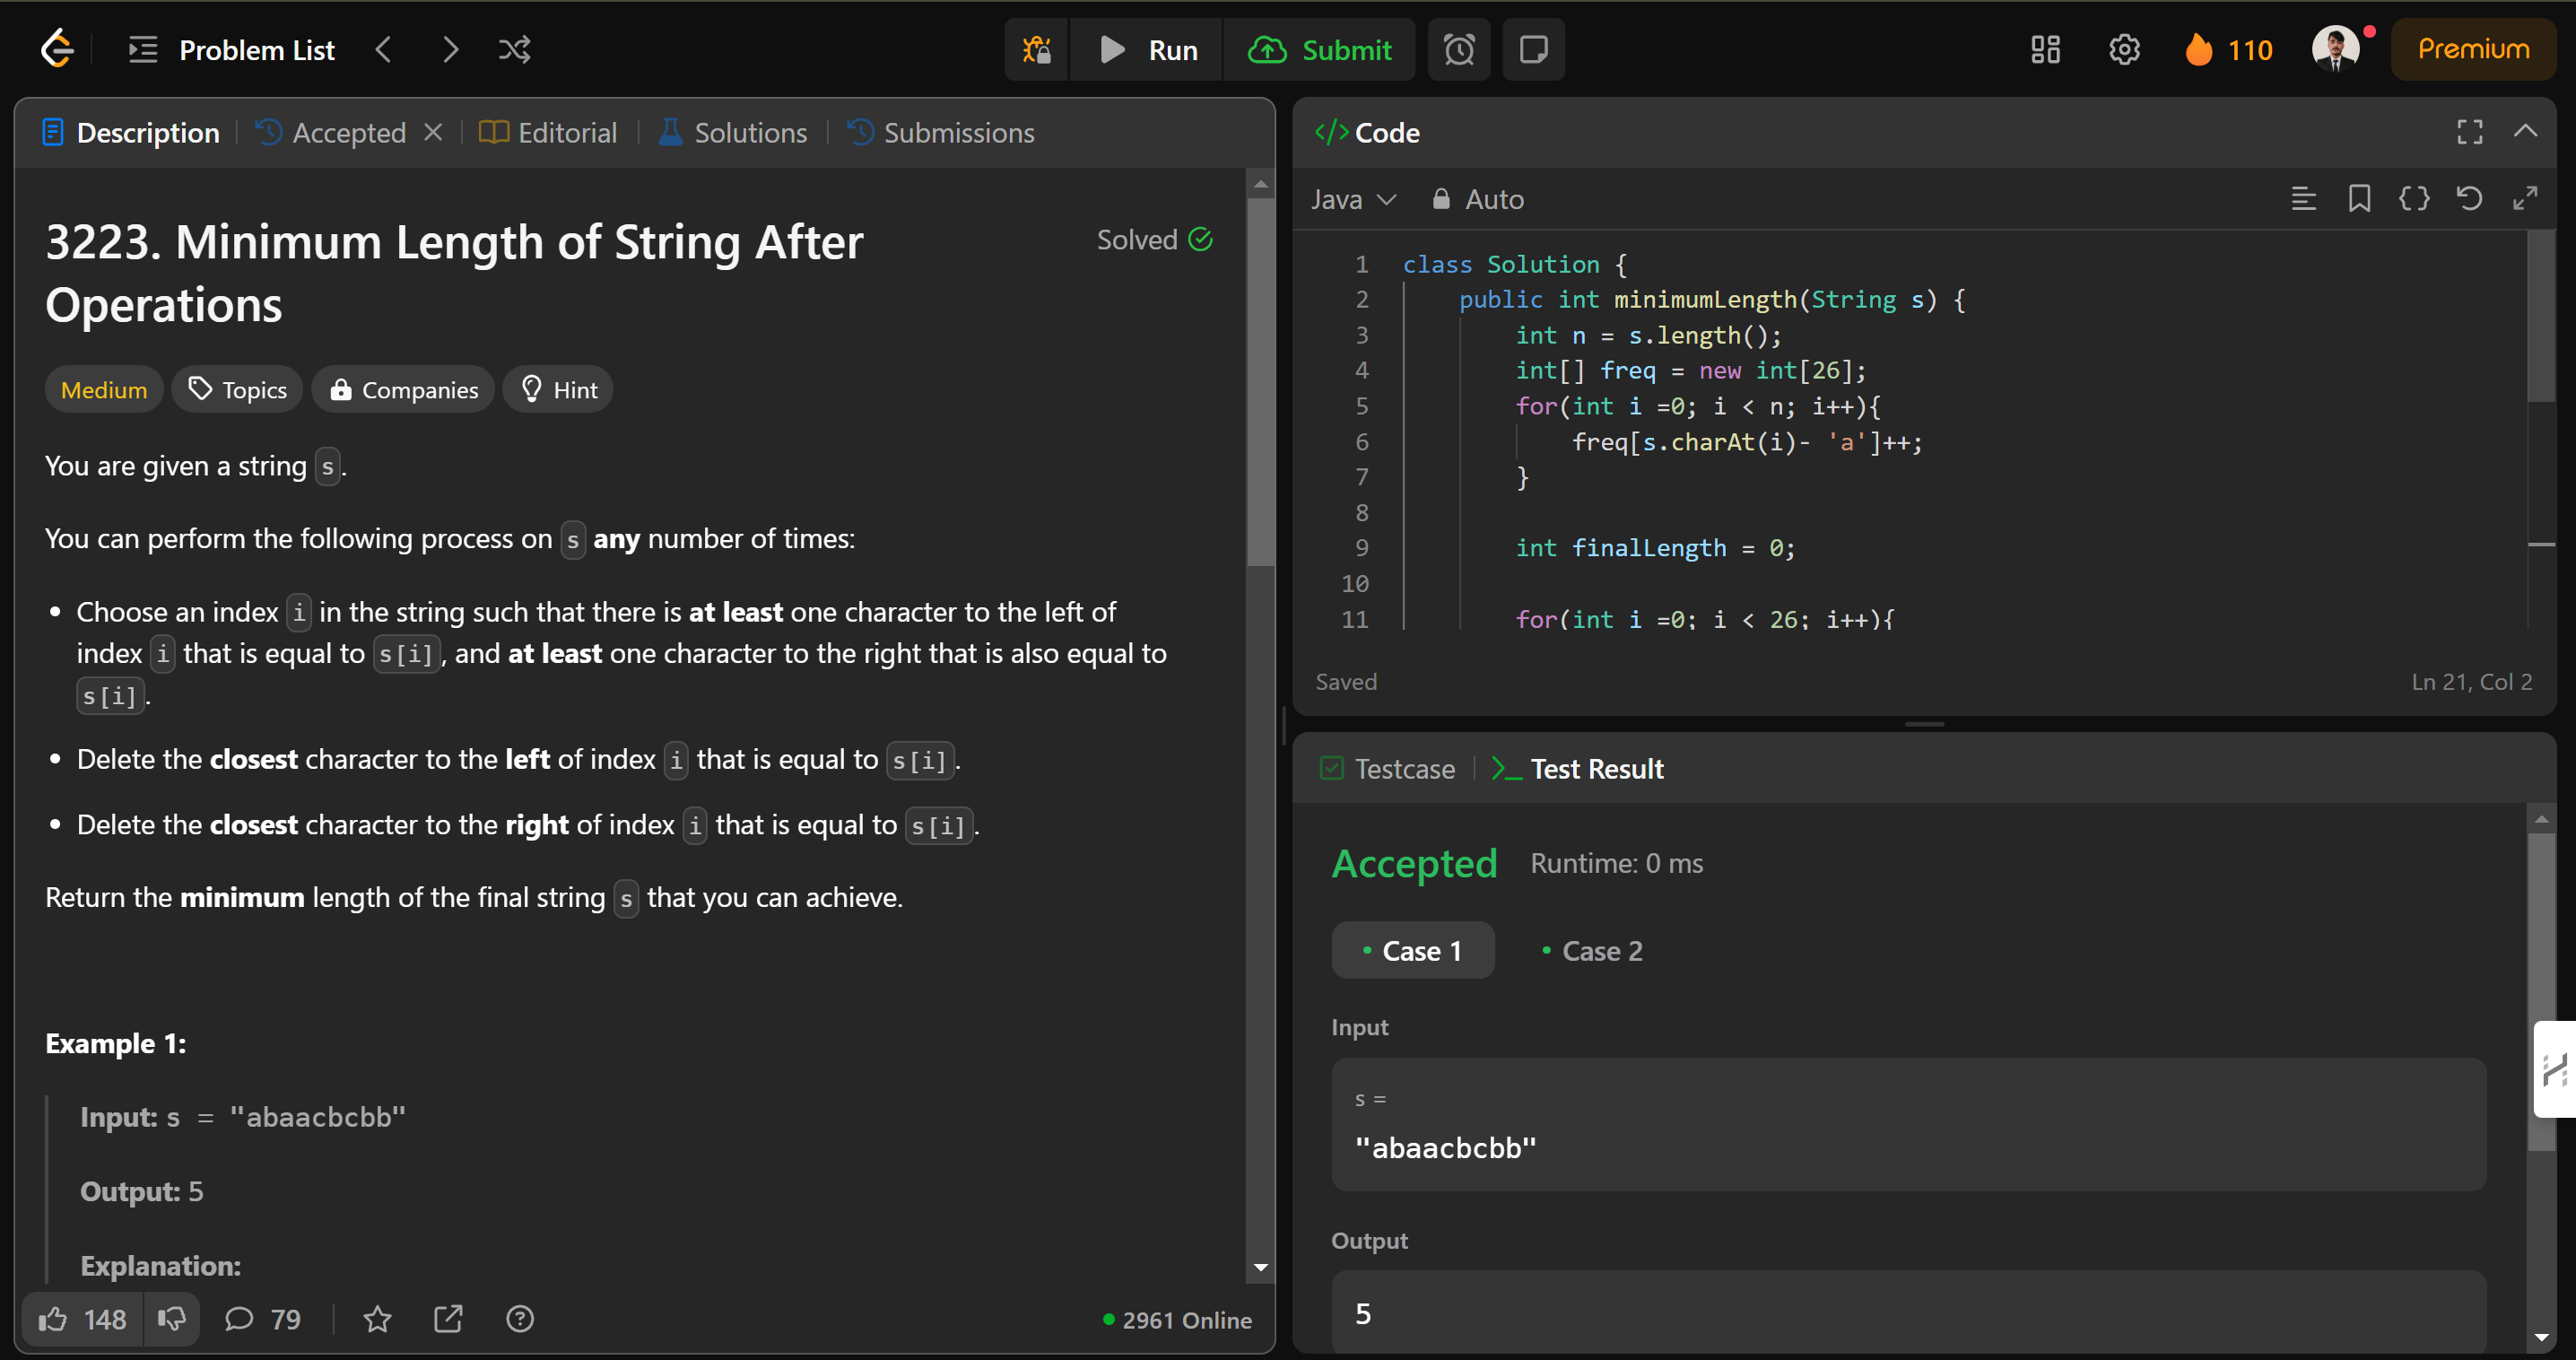 Problem List
Run
Submit
110
Premium
Description
Accepted
Editorial
Solutions
Submissions
3223. Minimum Length of String After
Operations
Solved
Medium
Topics
Companies
Hint
You are given a string s.
You can perform the following process on s any number of times:
• Choose an index i in the string such that there is at least one character to the left of
index i that is equal to s[i], and at least one character to the right that is also equal to
s[i].
• Delete the closest character to the left of index i that is equal to s[i].
• Delete the closest character to the right of index i that is equal to s[i].
Return the minimum length of the final string s that you can achieve.
Example 1:
Input: s = "abaacbcbb"
Output: 5
Explanation:
148
79
2961 Online
</> Code
Java
Auto
1 class Solution {
2 public int minimumLength(String s) {
3 int n = s.length();
4 int[] freq = new int[26];
5 for(int i =0; i < n; i++){
6 freq[s.charAt(i)- 'a']++;
7 }
8
9 int finalLength = 0;
10
11 for(int i =0; i < 26; i++){
Saved
Ln 21, Col 2
Testcase
Test Result
Accepted
Runtime: 0 ms
• Case 1
• Case 2
Input
s =
"abaacbcbb"
Output
5